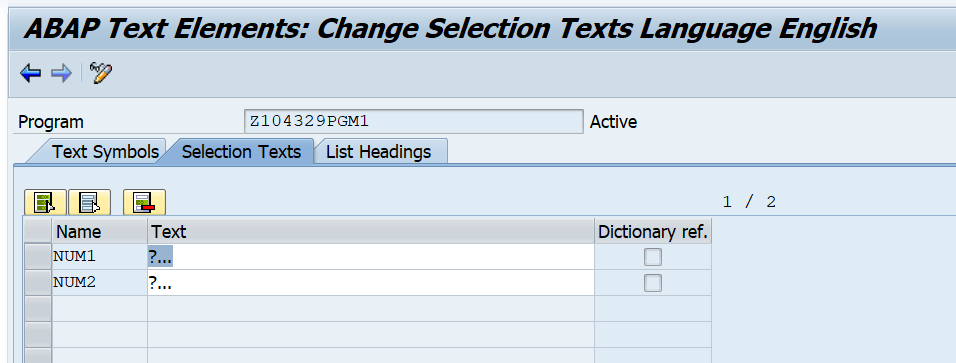 ABAP Text Elements: Change Selection Texts Language English
Program Z104329PGM1 Active
Text Symbols Selection Texts List Headings
1 / 2
Name Text Dictionary ref.
NUM1 ?...
NUM2 ?...